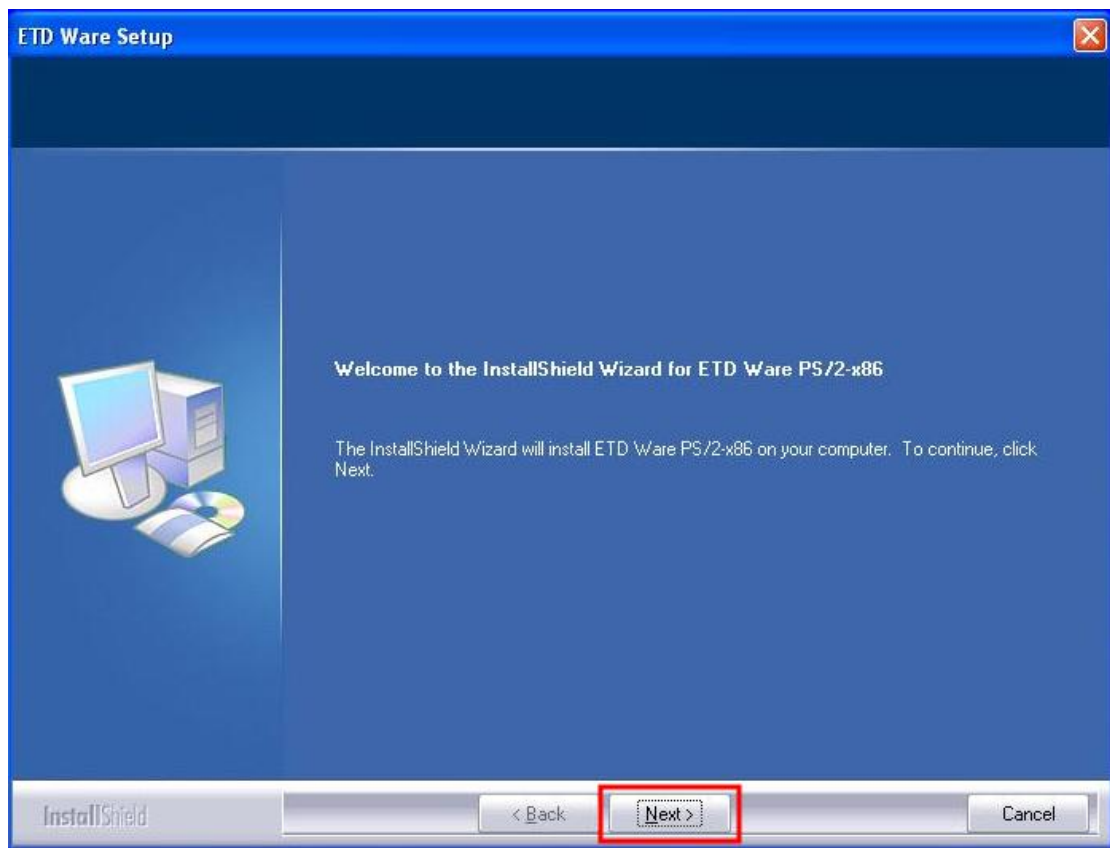 ETD Ware Setup
Welcome to the InstallShield Wizard for ETD Ware PS/2-x86
The InstallShield Wizard will install ETD Ware PS/2-x86 on your computer. To continue, click
Next.
InstallShield
< Back
Next >
Cancel